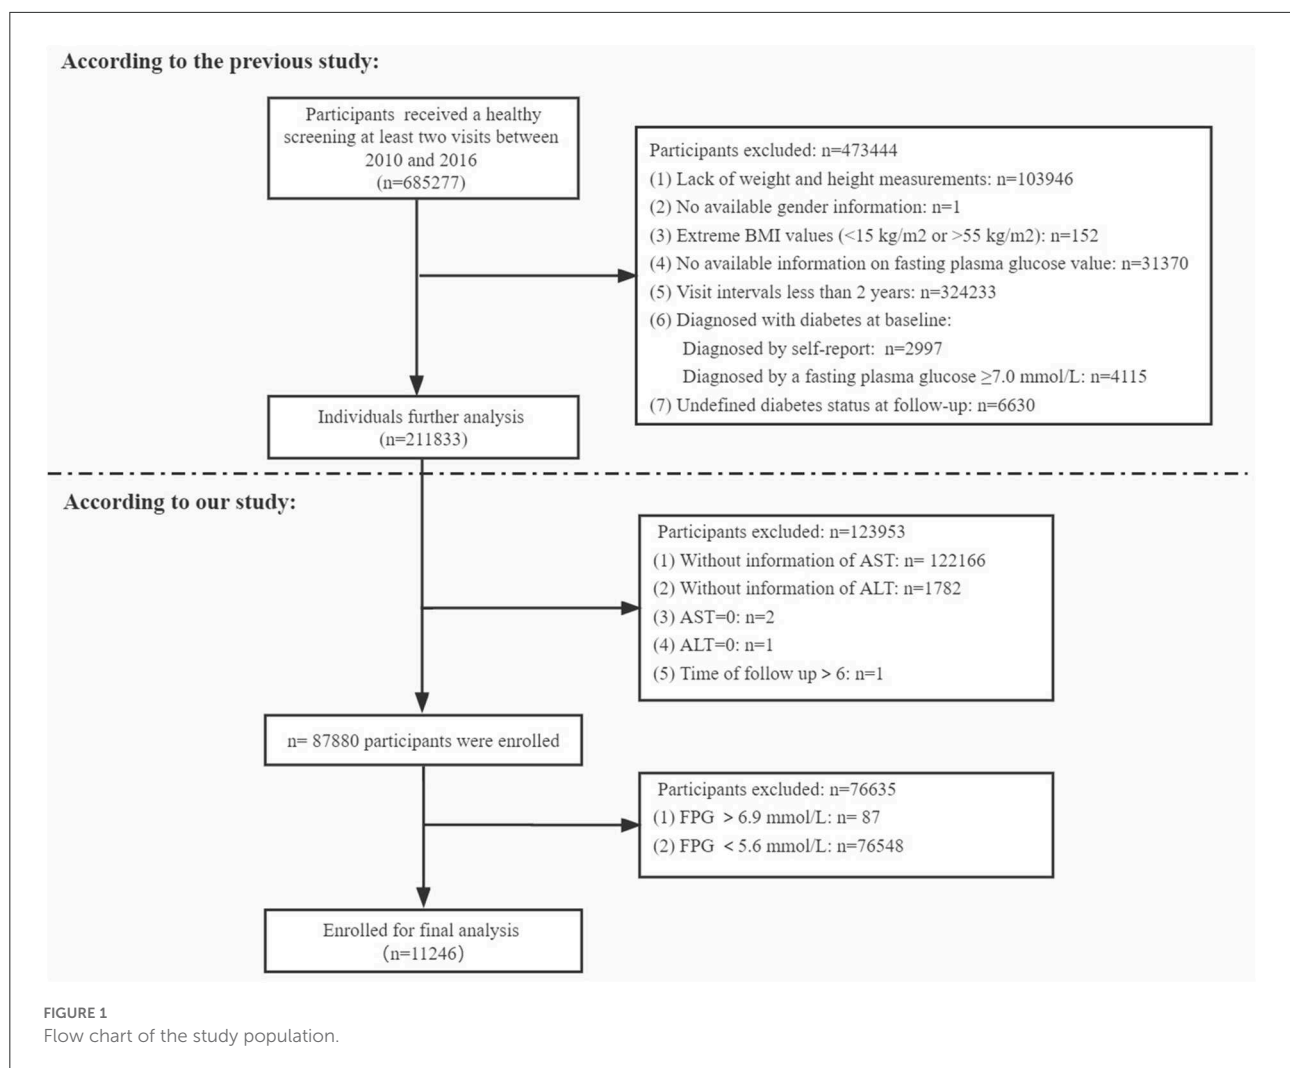 According to the previous study:
Participants received a healthy
screening at least two visits between
2010 and 2016
(n=685277)
Participants excluded: n=473444
(1) Lack of weight and height measurements: n=103946
(2) No available gender information: n=1
(3) Extreme BMI values (<15 kg/m2 or >55 kg/m2): n=152
(4) No available information on fasting plasma glucose value: n=31370
(5) Visit intervals less than 2 years: n=324233
(6) Diagnosed with diabetes at baseline:
Diagnosed by self-report: n=2997
Diagnosed by a fasting plasma glucose ≥7.0 mmol/L: n=4115
(7) Undefined diabetes status at follow-up: n=6630
Individuals further analysis
(n=211833)
According to our study:
Participants excluded: n=123953
(1) Without information of AST: n= 122166
(2) Without information of ALT: n=1782
(3) AST=0: n=2
(4) ALT=0: n=1
(5) Time of follow up > 6: n=1
n= 87880 participants were enrolled
Participants excluded: n=76635
(1) FPG > 6.9 mmol/L: n= 87
(2) FPG < 5.6 mmol/L: n=76548
Enrolled for final analysis
(n=11246)
FIGURE 1
Flow chart of the study population.